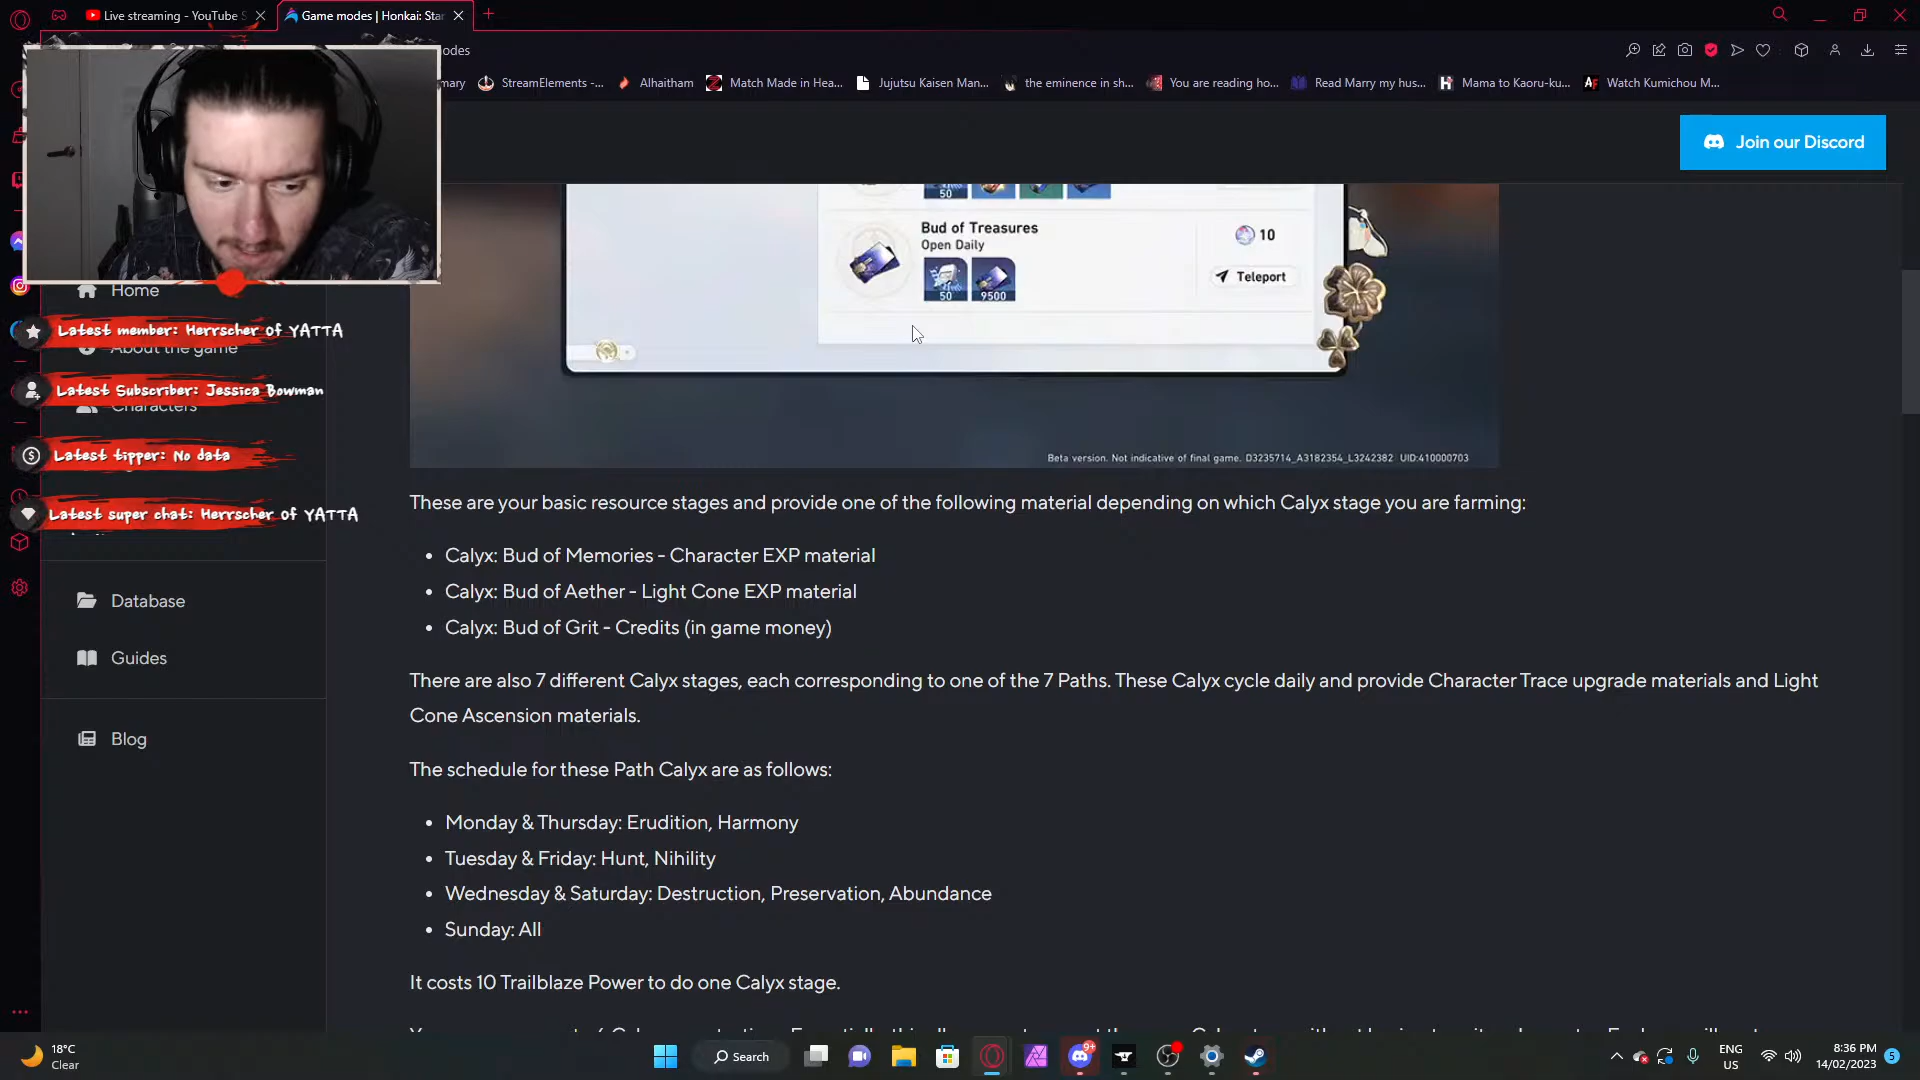 Live streaming - YouTube S
Game modes | Honkai: Star
odes
mary
StreamElements -...
Alhaitham
Match Made in Hea...
Jujutsu Kaisen Man...
the eminence in sh...
You are reading ho...
Read Marry my hus...
Mama to Kaoru-ku...
Watch Kumichou M...
Join our Discord
50
Bud of Treasures
Open Daily
10
50
9500
Teleport
Beta version. Not indicative of final game. D3235714_A3182354_L3242382 UID:410000703
Home
Latest member: Herrscher of YATTA
About the game
Latest Subscriber: Jessica Bowman
Characters
Latest tipper: No data
Latest super chat: Herrscher of YATTA
Database
Guides
Blog
These are your basic resource stages and provide one of the following material depending on which Calyx stage you are farming:
• Calyx: Bud of Memories - Character EXP material
• Calyx: Bud of Aether - Light Cone EXP material
• Calyx: Bud of Grit - Credits (in game money)
There are also 7 different Calyx stages, each corresponding to one of the 7 Paths. These Calyx cycle daily and provide Character Trace upgrade materials and Light
Cone Ascension materials.
The schedule for these Path Calyx are as follows:
• Monday & Thursday: Erudition, Harmony
• Tuesday & Friday: Hunt, Nihility
• Wednesday & Saturday: Destruction, Preservation, Abundance
• Sunday: All
It costs 10 Trailblaze Power to do one Calyx stage.
18°C
Clear
Search
9+
ENG
US
8:36 PM
14/02/2023
5